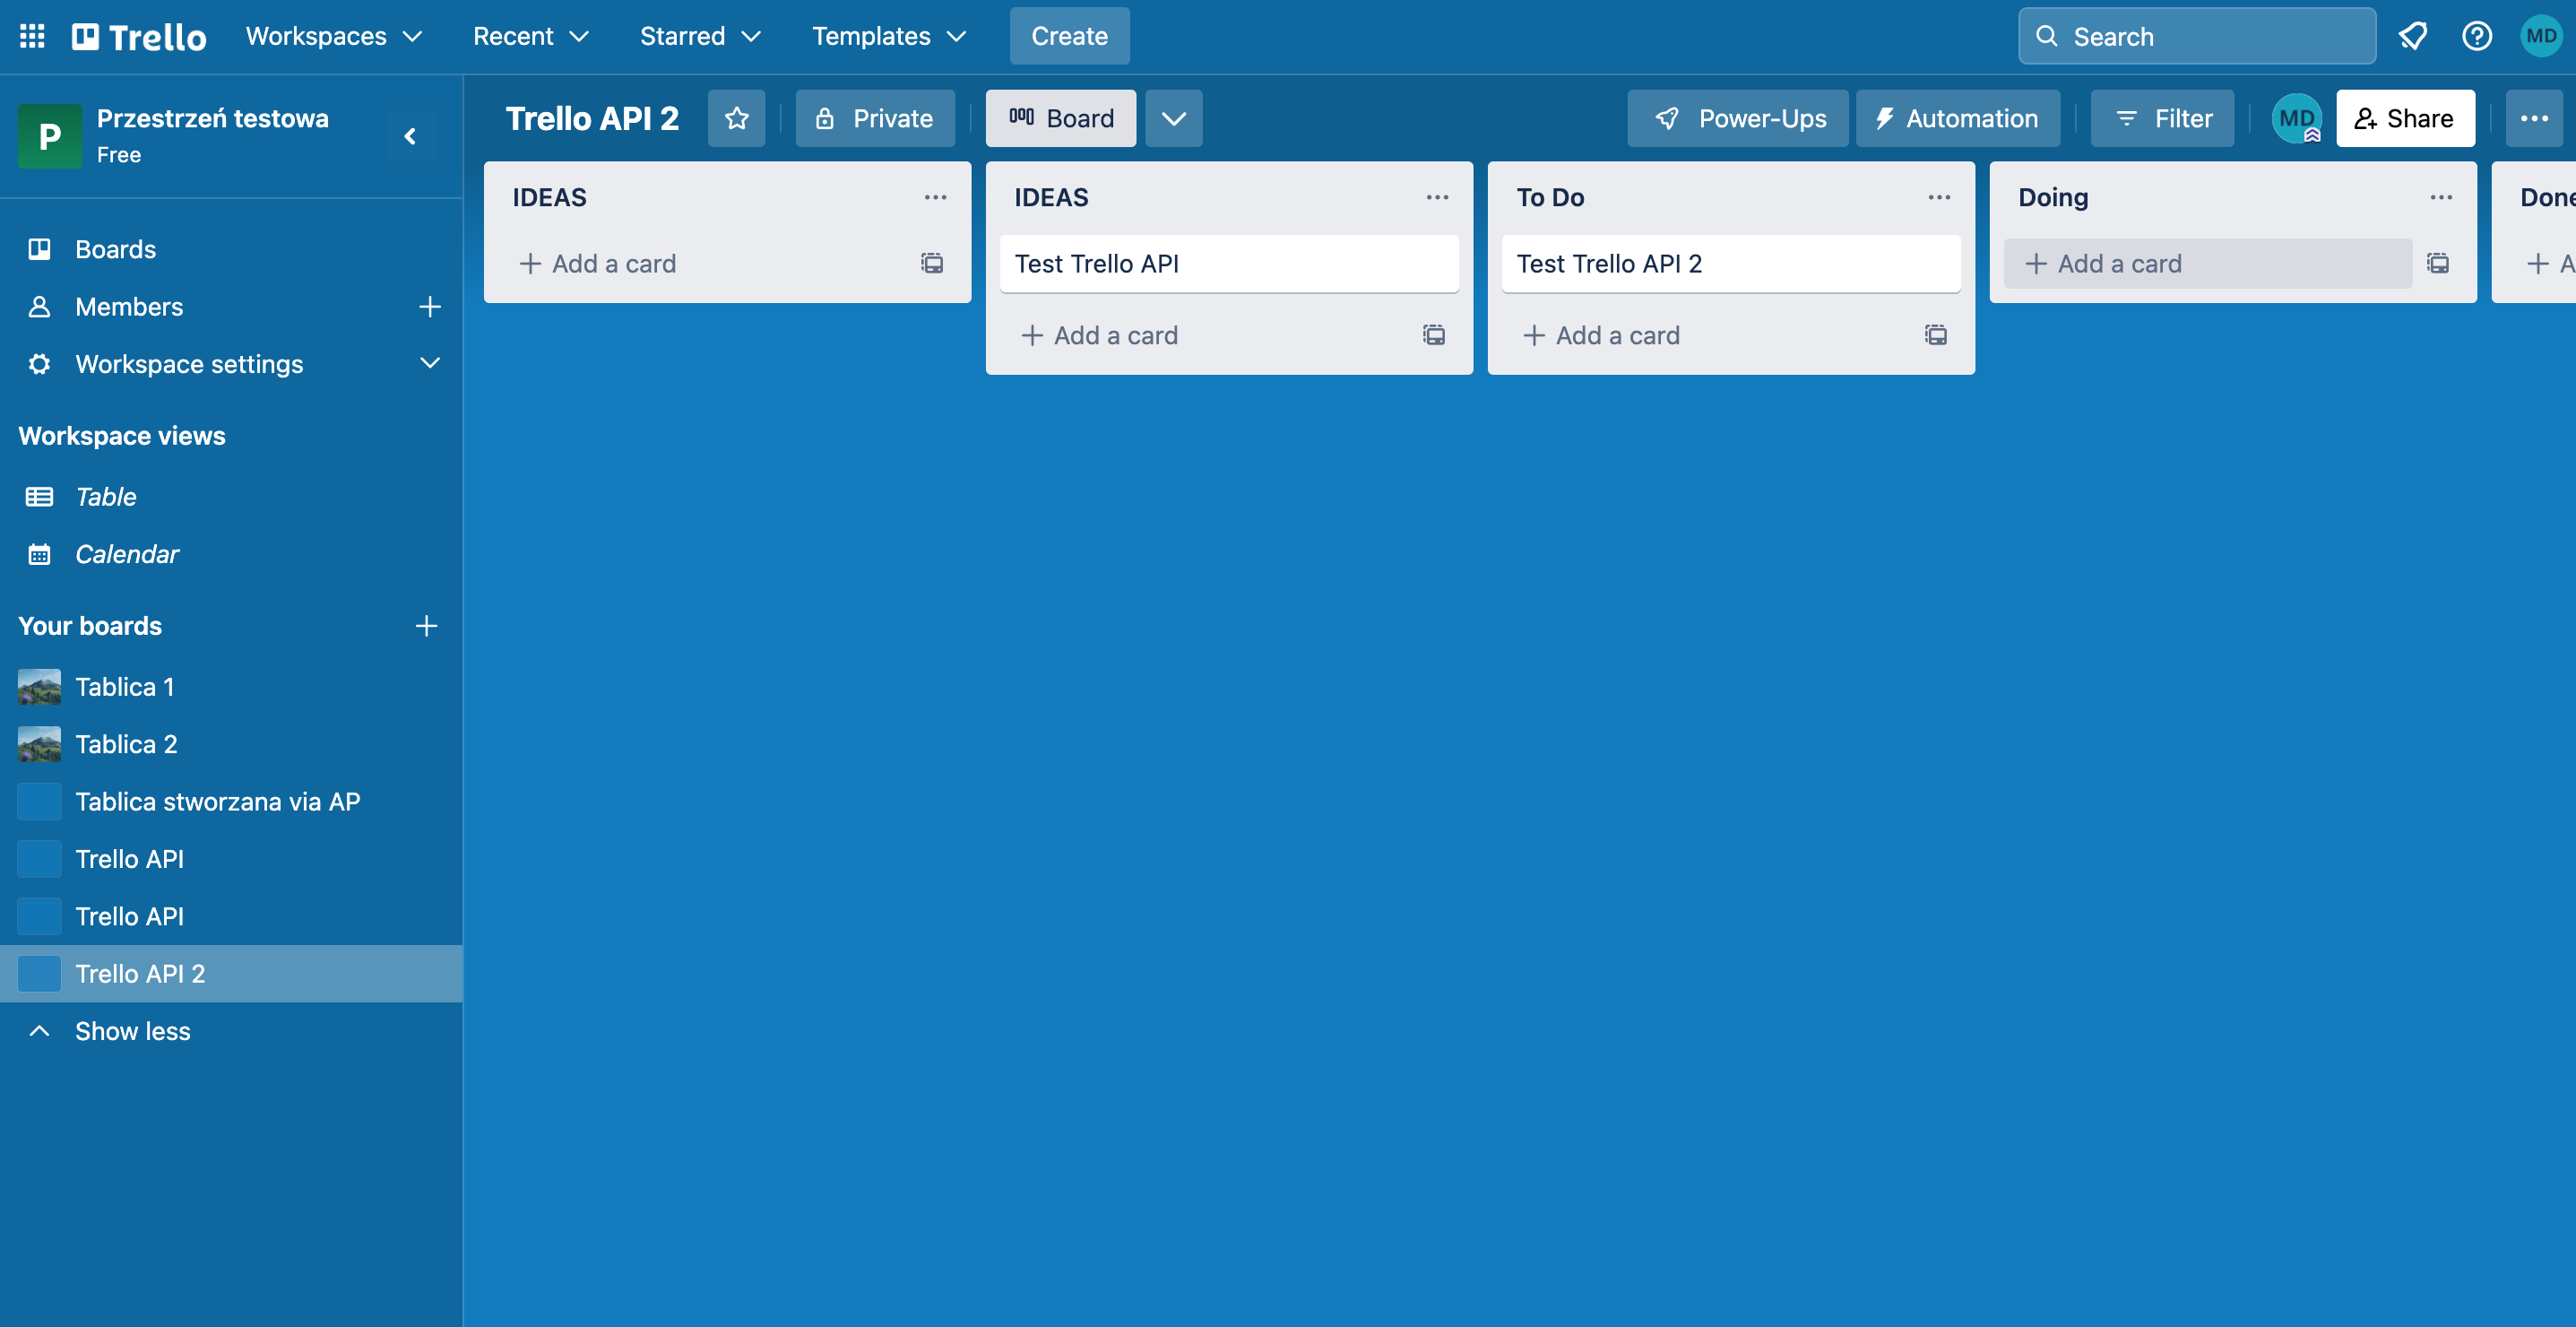 Trello Workspaces Recent Starred Templates Create Search MD
P Przestrzeń testowa
Free
Trello API 2 Private Board Power-Ups Automation Filter MD Share
Boards
Members
Workspace settings
Workspace views
Table
Calendar
Your boards
Tablica 1
Tablica 2
Tablica stworzana via AP
Trello API
Trello API
Trello API 2
Show less
IDEAS
Add a card
IDEAS
Test Trello API
Add a card
To Do
Test Trello API 2
Add a card
Doing
Add a card
Done
A